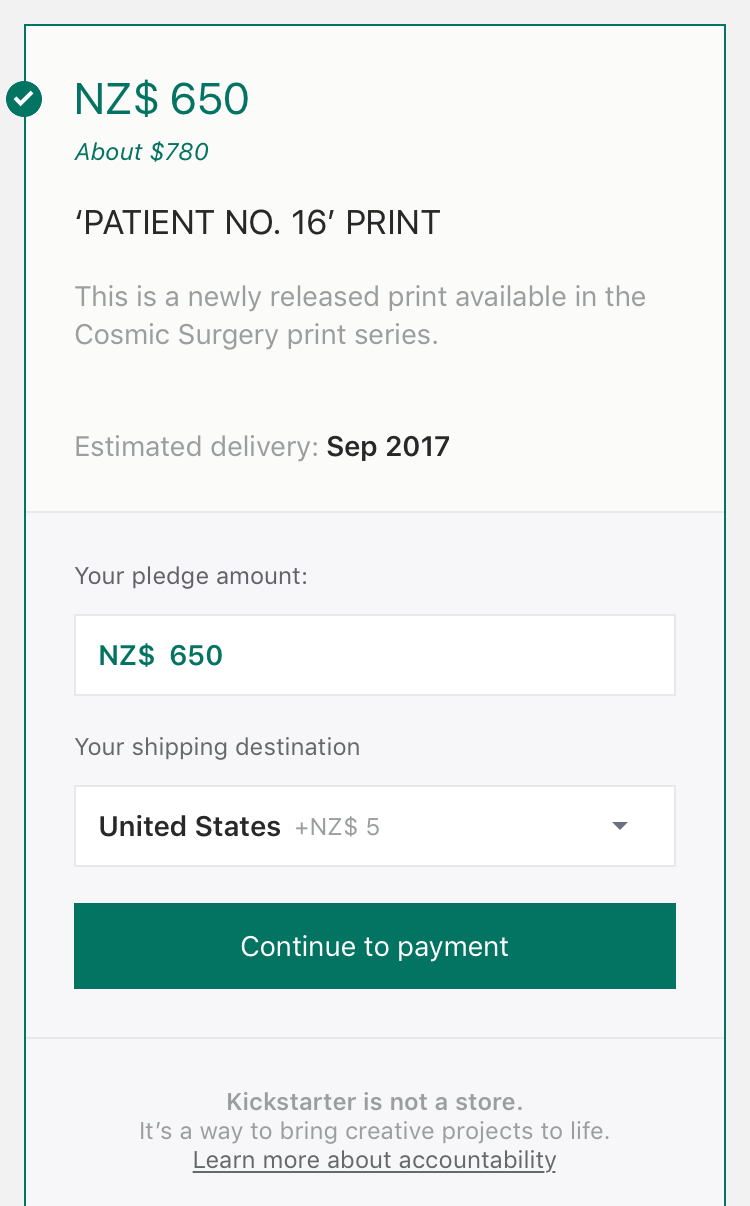 NZ$ 650
About $780
‘PATIENT NO. 16’ PRINT
This is a newly released print available in the
Cosmic Surgery print series.
Estimated delivery: Sep 2017
Your pledge amount:
NZ$ 650
Your shipping destination
United States +NZ$ 5
Continue to payment
Kickstarter is not a store.
It’s a way to bring creative projects to life.
Learn more about accountability